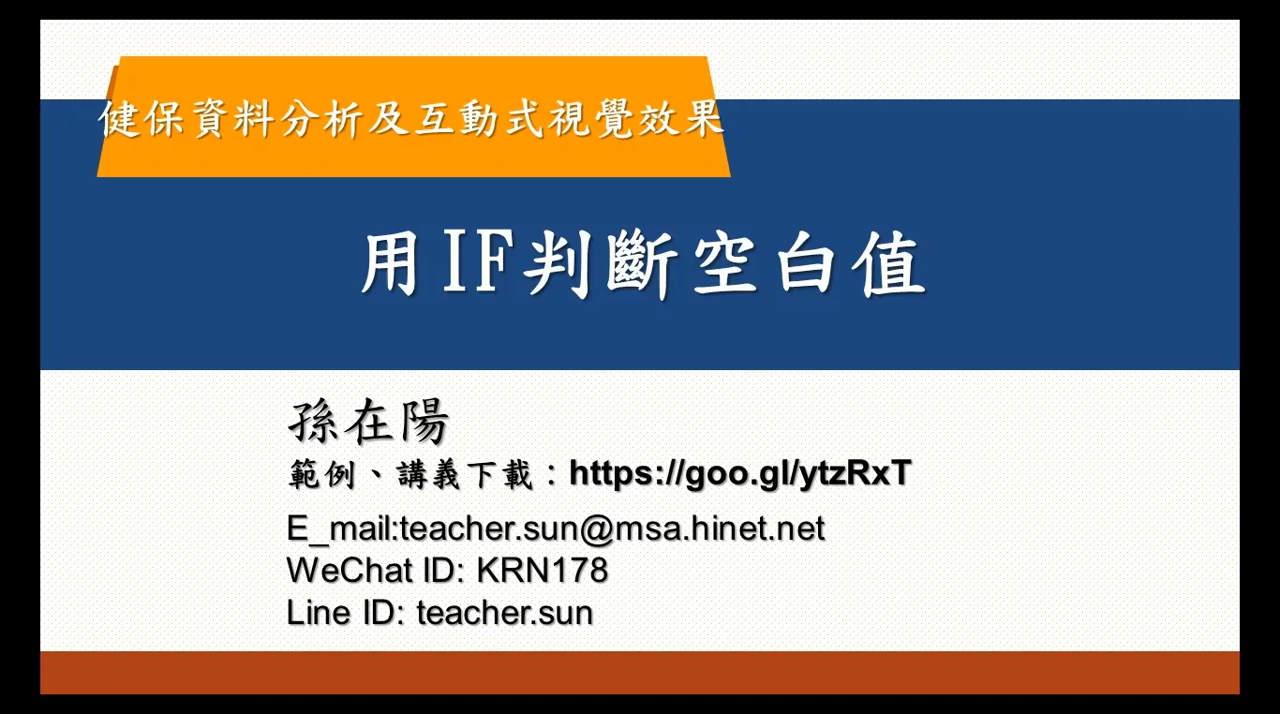 健保資料分析及互動式視覺效果
用IF判斷空白值
孫在陽
範例、講義下載：https://goo.gl/ytzRxT
E_mail:teacher.sun@msa.hinet.net
WeChat ID: KRN178
Line ID: teacher.sun